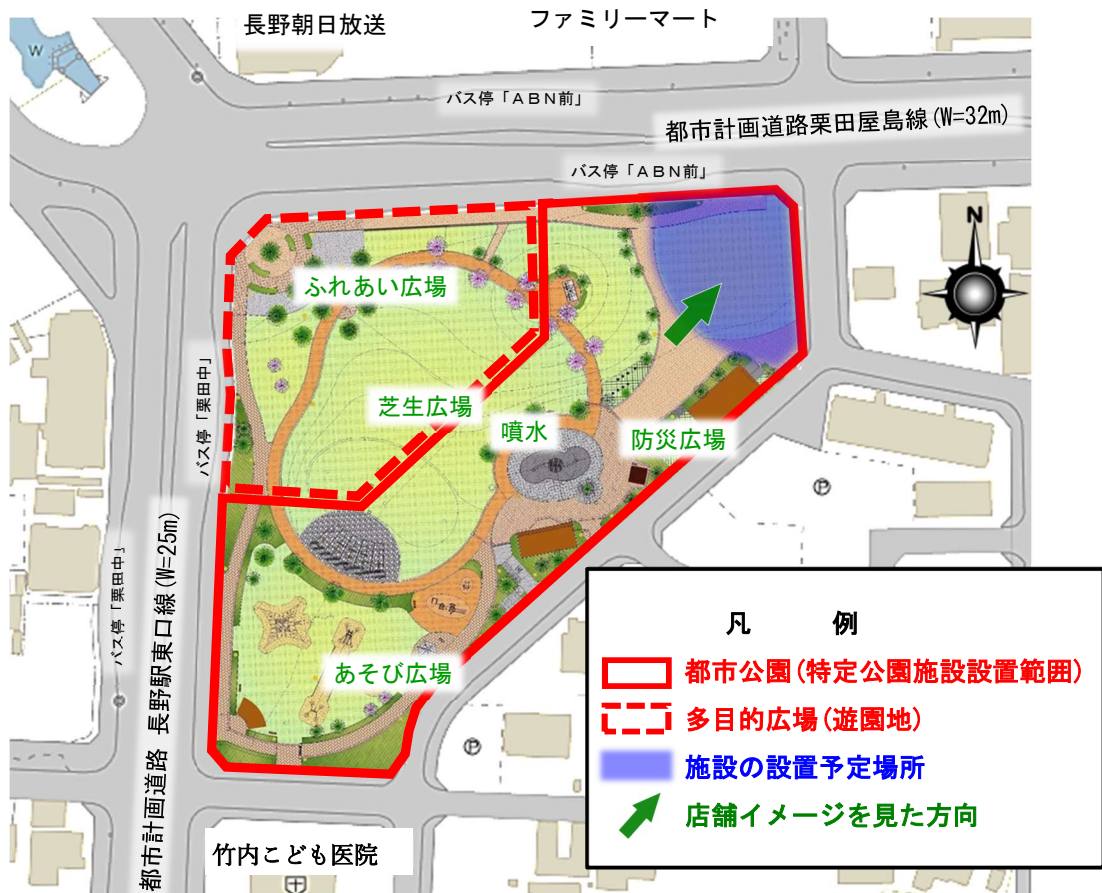 長野朝日放送
ファミリーマート
W
バス停「ABN前」
都市計画道路栗田屋島線(W=32m)
バス停「ABN前」
N
ふれあい広場
芝生広場
噴水
防災広場
バス停「栗田中」
バス停「栗田中」
都市計画道路 長野駅東口線(W=25m)
あそび広場
P
P
竹内こども医院
凡 例
都市公園(特定公園施設設置範囲)
多目的広場(遊園地)
施設の設置予定場所
店舗イメージを見た方向